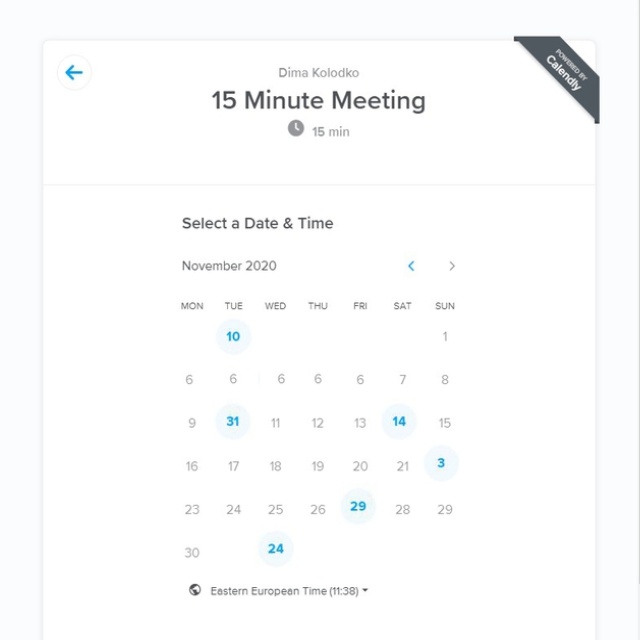 POWERED BY
Calendly
Dima Kolodko
15 Minute Meeting
15 min
Select a Date & Time
November 2020
MON TUE WED THU FRI SAT SUN
10 1
6 6 6 6 6 7 8
9 31 11 12 13 14 15
16 17 18 19 20 21 3
23 24 25 26 29 28 29
30 24
Eastern European Time (11:38)